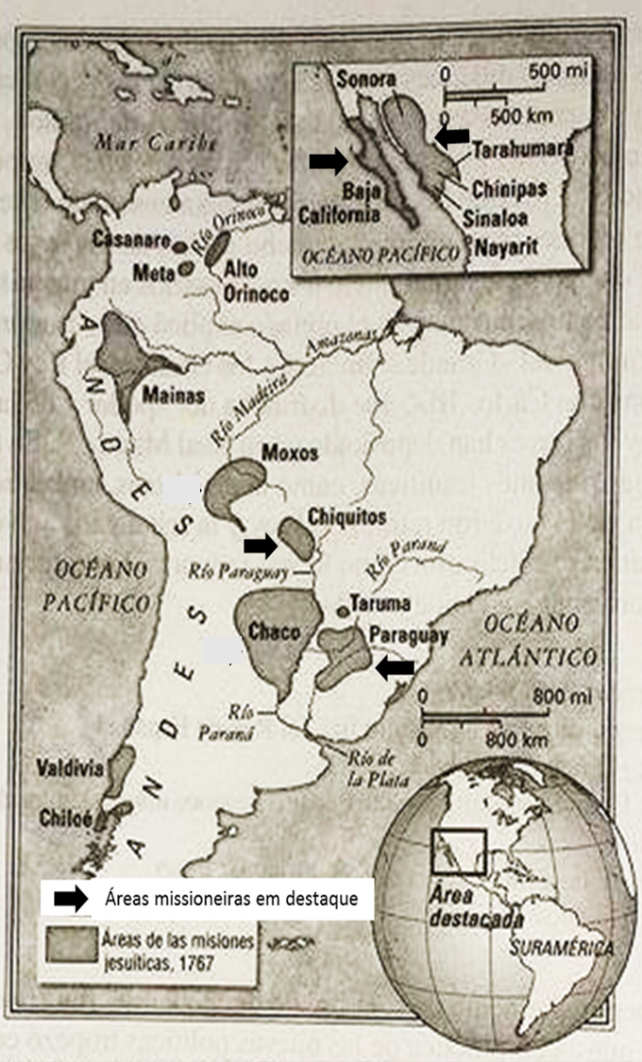 Sonora
0 500 mi
0 500 km
Tarahumara
Chinipas
Sinaloa
Nayarit
Baja
California
OCÉANO PACÍFICO
Mar Caribe
Río Orinoco
Casanare
Meta
Alto
Orinoco
Amazonas
Mainas
Río Madeira
Moxos
Chiquitos
Río Paraguay
Río Paraná
OCÉANO
PACÍFICO
Taruma
Chaco
Paraguay
OCÉANO
ATLÁNTICO
0 800 mi
0 800 km
Río
Paraná
Río de
la Plata
Valdivia
Chiloé
ANDES
ANDES
Áreas missioneiras em destaque
Áreas de las misiones
jesuíticas, 1767
Área
destacada
SURAMÉRICA